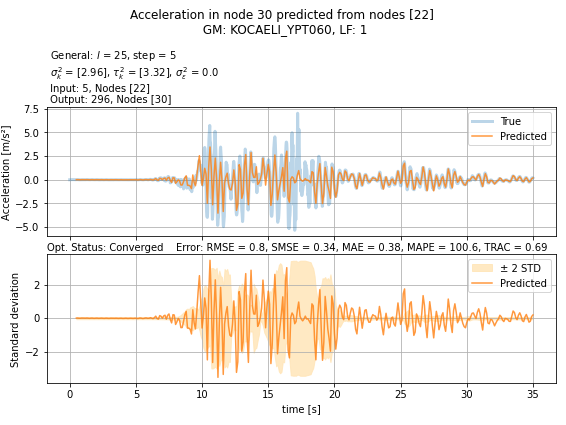 Acceleration in node 30 predicted from nodes [22]
GM: KOCAELI_YPT060, LF: 1
General: l = 25, step = 5
σ²ₖ = [2.96], τ²ₖ = [3.32], σ²ε = 0.0
Input: 5, Nodes [22]
Output: 296, Nodes [30]
Acceleration [m/s²]
7.5
5.0
2.5
0.0
−2.5
−5.0
True
Predicted
Opt. Status: Converged    Error: RMSE = 0.8, SMSE = 0.34, MAE = 0.38, MAPE = 100.6, TRAC = 0.69
Standard deviation
2
0
−2
± 2 STD
Predicted
0 5 10 15 20 25 30 35
time [s]